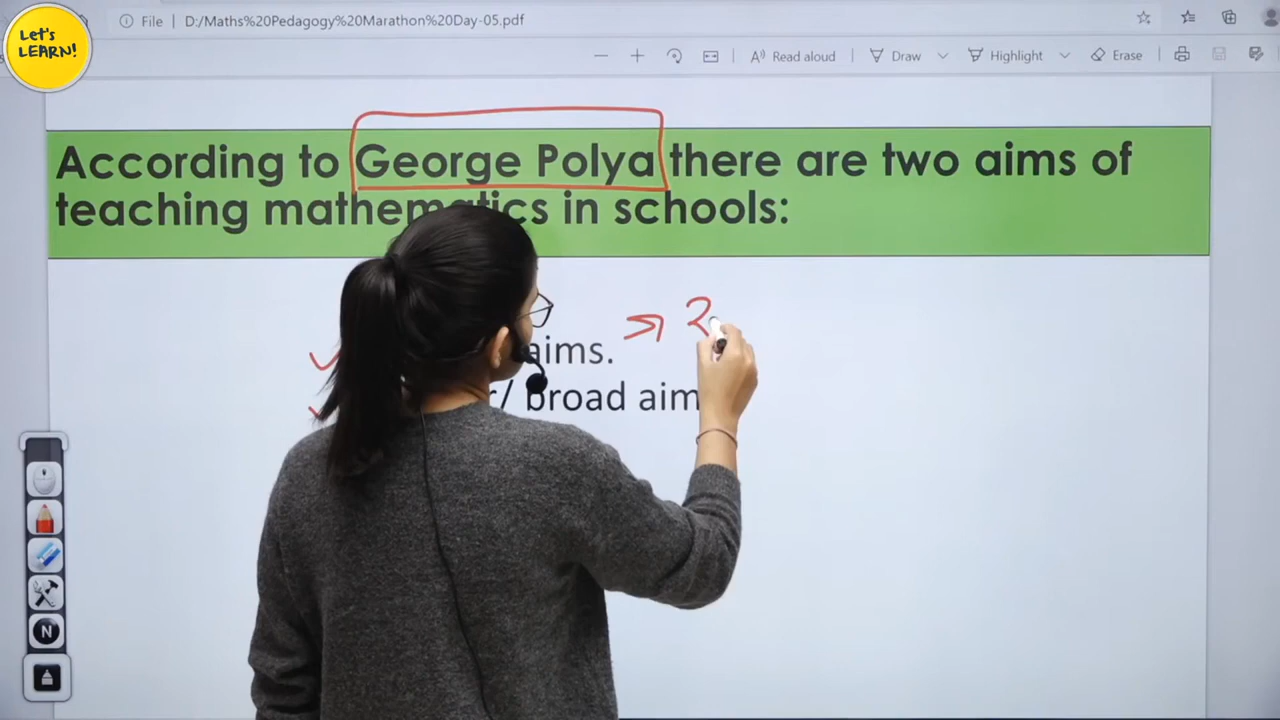 Let's
LEARN!
File
D:/Maths%20Pedagogy%20Marathon%20Day-05.pdf
Read aloud
Draw
Highlight
Erase
According to George Polya there are two aims of
teaching mathematics in schools:
aims.
/ broad aim
N